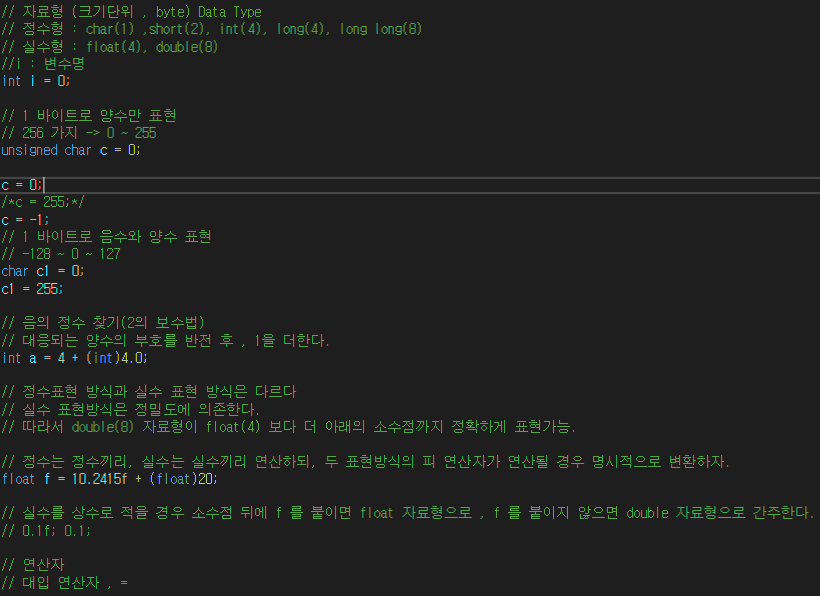 // 자료형 (크기단위 , byte) Data Type
// 정수형 : char(1) ,short(2), int(4), long(4), long long(8)
// 실수형 : float(4), double(8)
//i : 변수명
int i = 0;
// 1 바이트로 양수만 표현
// 256 가지 -> 0 ~ 255
unsigned char c = 0;
c = 0;
/*c = 255;*/
c = -1;
// 1 바이트로 음수와 양수 표현
// -128 ~ 0 ~ 127
char c1 = 0;
c1 = 255;
// 음의 정수 찾기(2의 보수법)
// 대응되는 양수의 부호를 반전 후 , 1을 더한다.
int a = 4 + (int)4.0;
// 정수표현 방식과 실수 표현 방식은 다르다
// 실수 표현방식은 정밀도에 의존한다.
// 따라서 double(8) 자료형이 float(4) 보다 더 아래의 소수점까지 정확하게 표현가능.
// 정수는 정수끼리, 실수는 실수끼리 연산하되, 두 표현방식의 피 연산자가 연산될 경우 명시적으로 변환하자.
float f = 10.2415f + (float)20;
// 실수를 상수로 적을 경우 소수점 뒤에 f 를 붙이면 float 자료형으로 , f 를 붙이지 않으면 double 자료형으로 간주한다.
// 0.1f; 0.1;
// 연산자
// 대입 연산자 , =